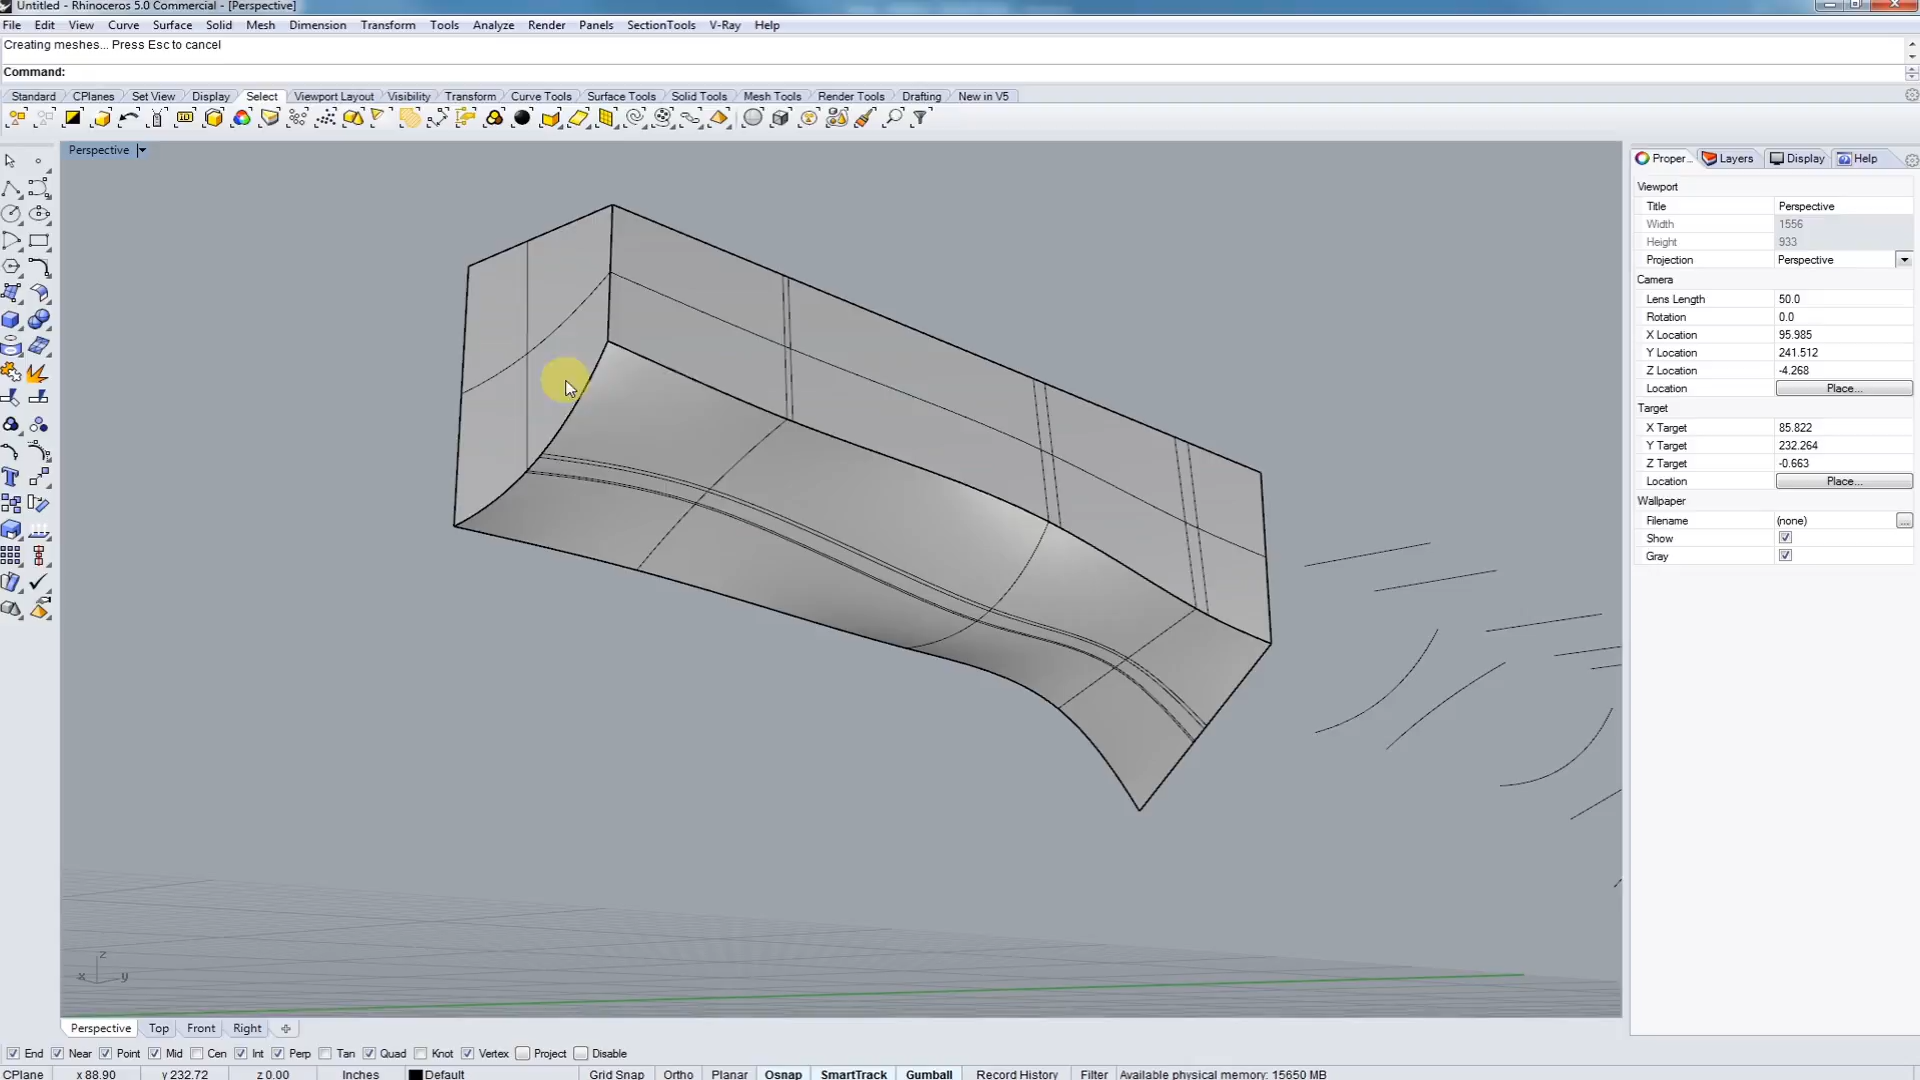 Untitled - Rhinoceros 5.0 Commercial - [Perspective]
File Edit View Curve Surface Solid Mesh Dimension Transform Tools Analyze Render Panels SectionTools V-Ray Help
Creating meshes... Press Esc to cancel
Command:
Standard CPlanes Set View Display Select Viewport Layout Visibility Transform Curve Tools Surface Tools Solid Tools Mesh Tools Render Tools Drafting New in V5
Perspective
Proper... Layers Display Help
Viewport
Title Perspective
Width 1556
Height 933
Projection Perspective
Camera
Lens Length 50.0
Rotation 0.0
X Location 95.985
Y Location 241.512
Z Location -4.268
Location Place...
Target
X Target 85.822
Y Target 232.264
Z Target -0.663
Location Place...
Wallpaper
Filename (none) ...
Show
Gray
z
x y
Perspective Top Front Right
End Near Point Mid Cen Int Perp Tan Quad Knot Vertex Project Disable
CPlane x 88.90 y 232.72 z 0.00 Inches Default Grid Snap Ortho Planar Osnap SmartTrack Gumball Record History Filter Available physical memory: 15650 MB